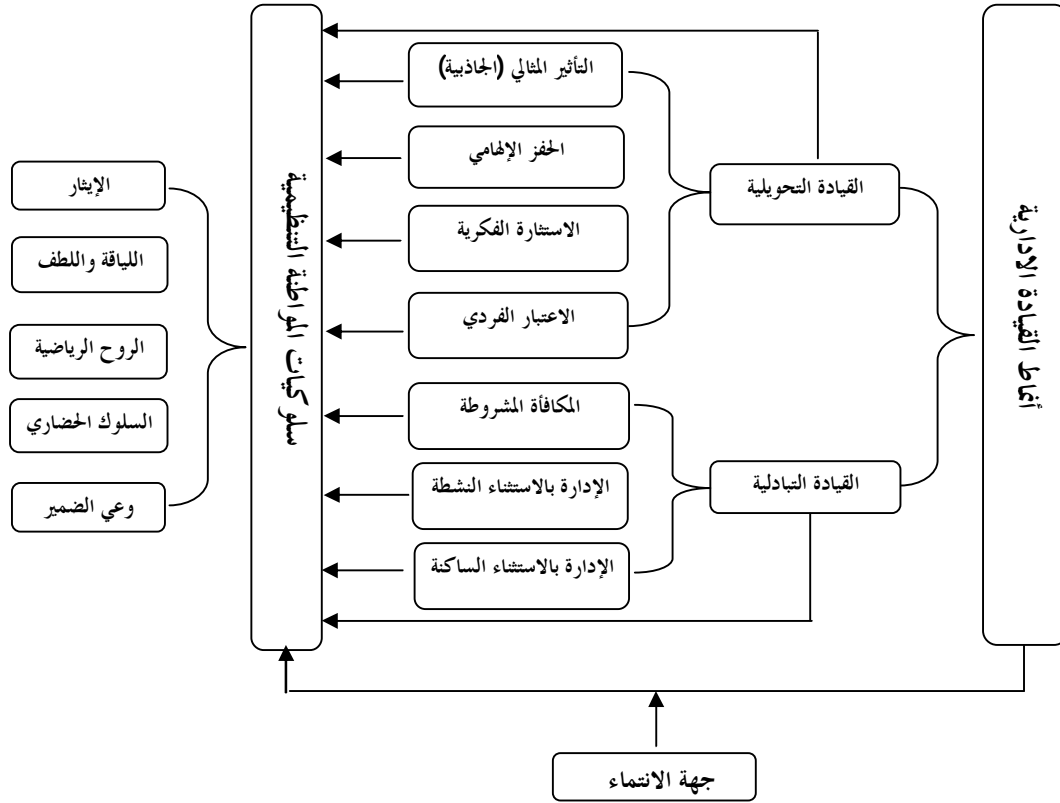 أنماط القيادة الادارية
القيادة التحويلية
القيادة التبادلية
التأثير المثالي (الجاذبية)
الحفز الإلهامي
الاستثارة الفكرية
الاعتبار الفردي
المكافأة المشروطة
الإدارة بالاستثناء النشطة
الإدارة بالاستثناء الساكنة
سلوكيات المواطنة التنظيمية
الإيثار
اللياقة واللطف
الروح الرياضية
السلوك الحضاري
وعي الضمير
جهة الانتماء